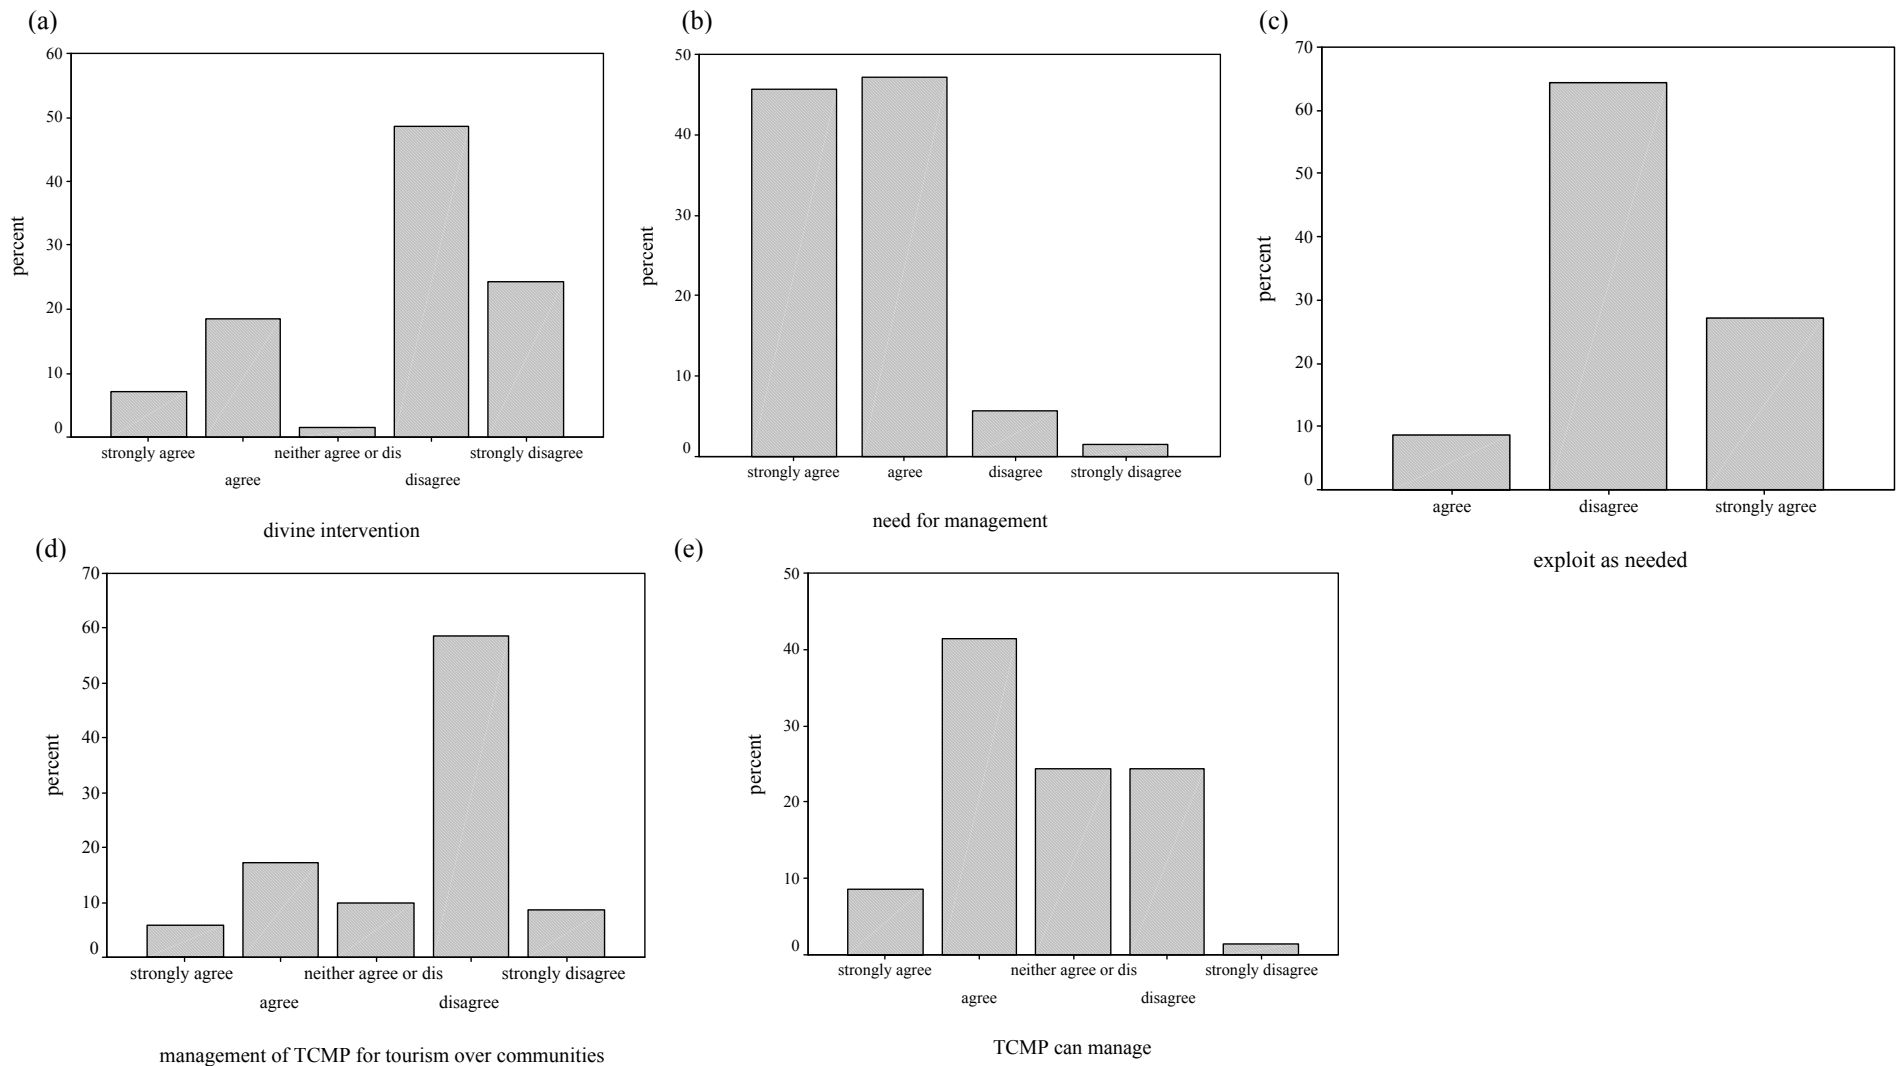 (a)
60
50
40
30
20
10
0
percent
strongly agree
agree
neither agree or dis
disagree
strongly disagree
divine intervention
(b)
50
40
30
20
10
0
percent
strongly agree
agree
disagree
strongly disagree
need for management
(c)
70
60
50
40
30
20
10
0
percent
agree
disagree
strongly agree
exploit as needed
(d)
70
60
50
40
30
20
10
0
percent
strongly agree
agree
neither agree or dis
disagree
strongly disagree
management of TCMP for tourism over communities
(e)
50
40
30
20
10
0
percent
strongly agree
agree
neither agree or dis
disagree
strongly disagree
TCMP can manage